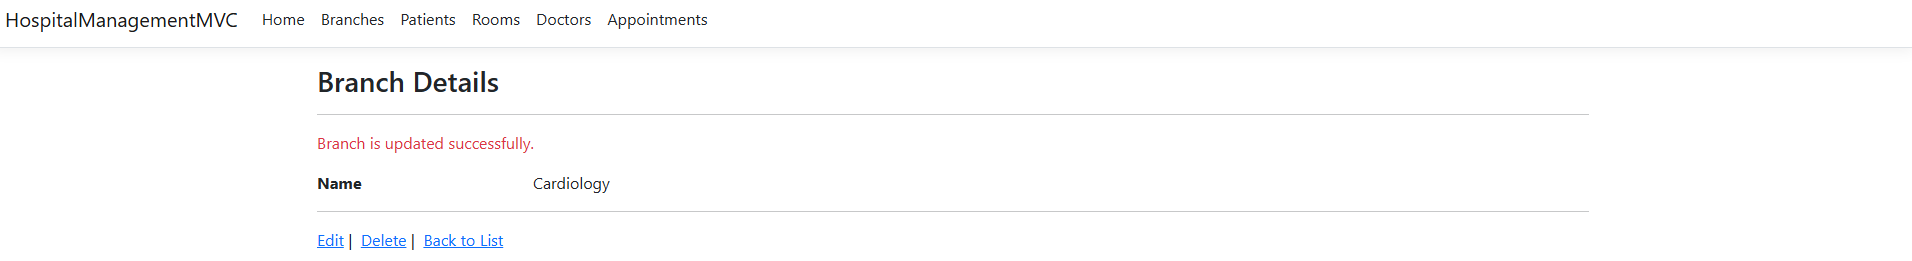 HospitalManagementMVC Home Branches Patients Rooms Doctors Appointments
Branch Details
Branch is updated successfully.
Name Cardiology
Edit | Delete | Back to List